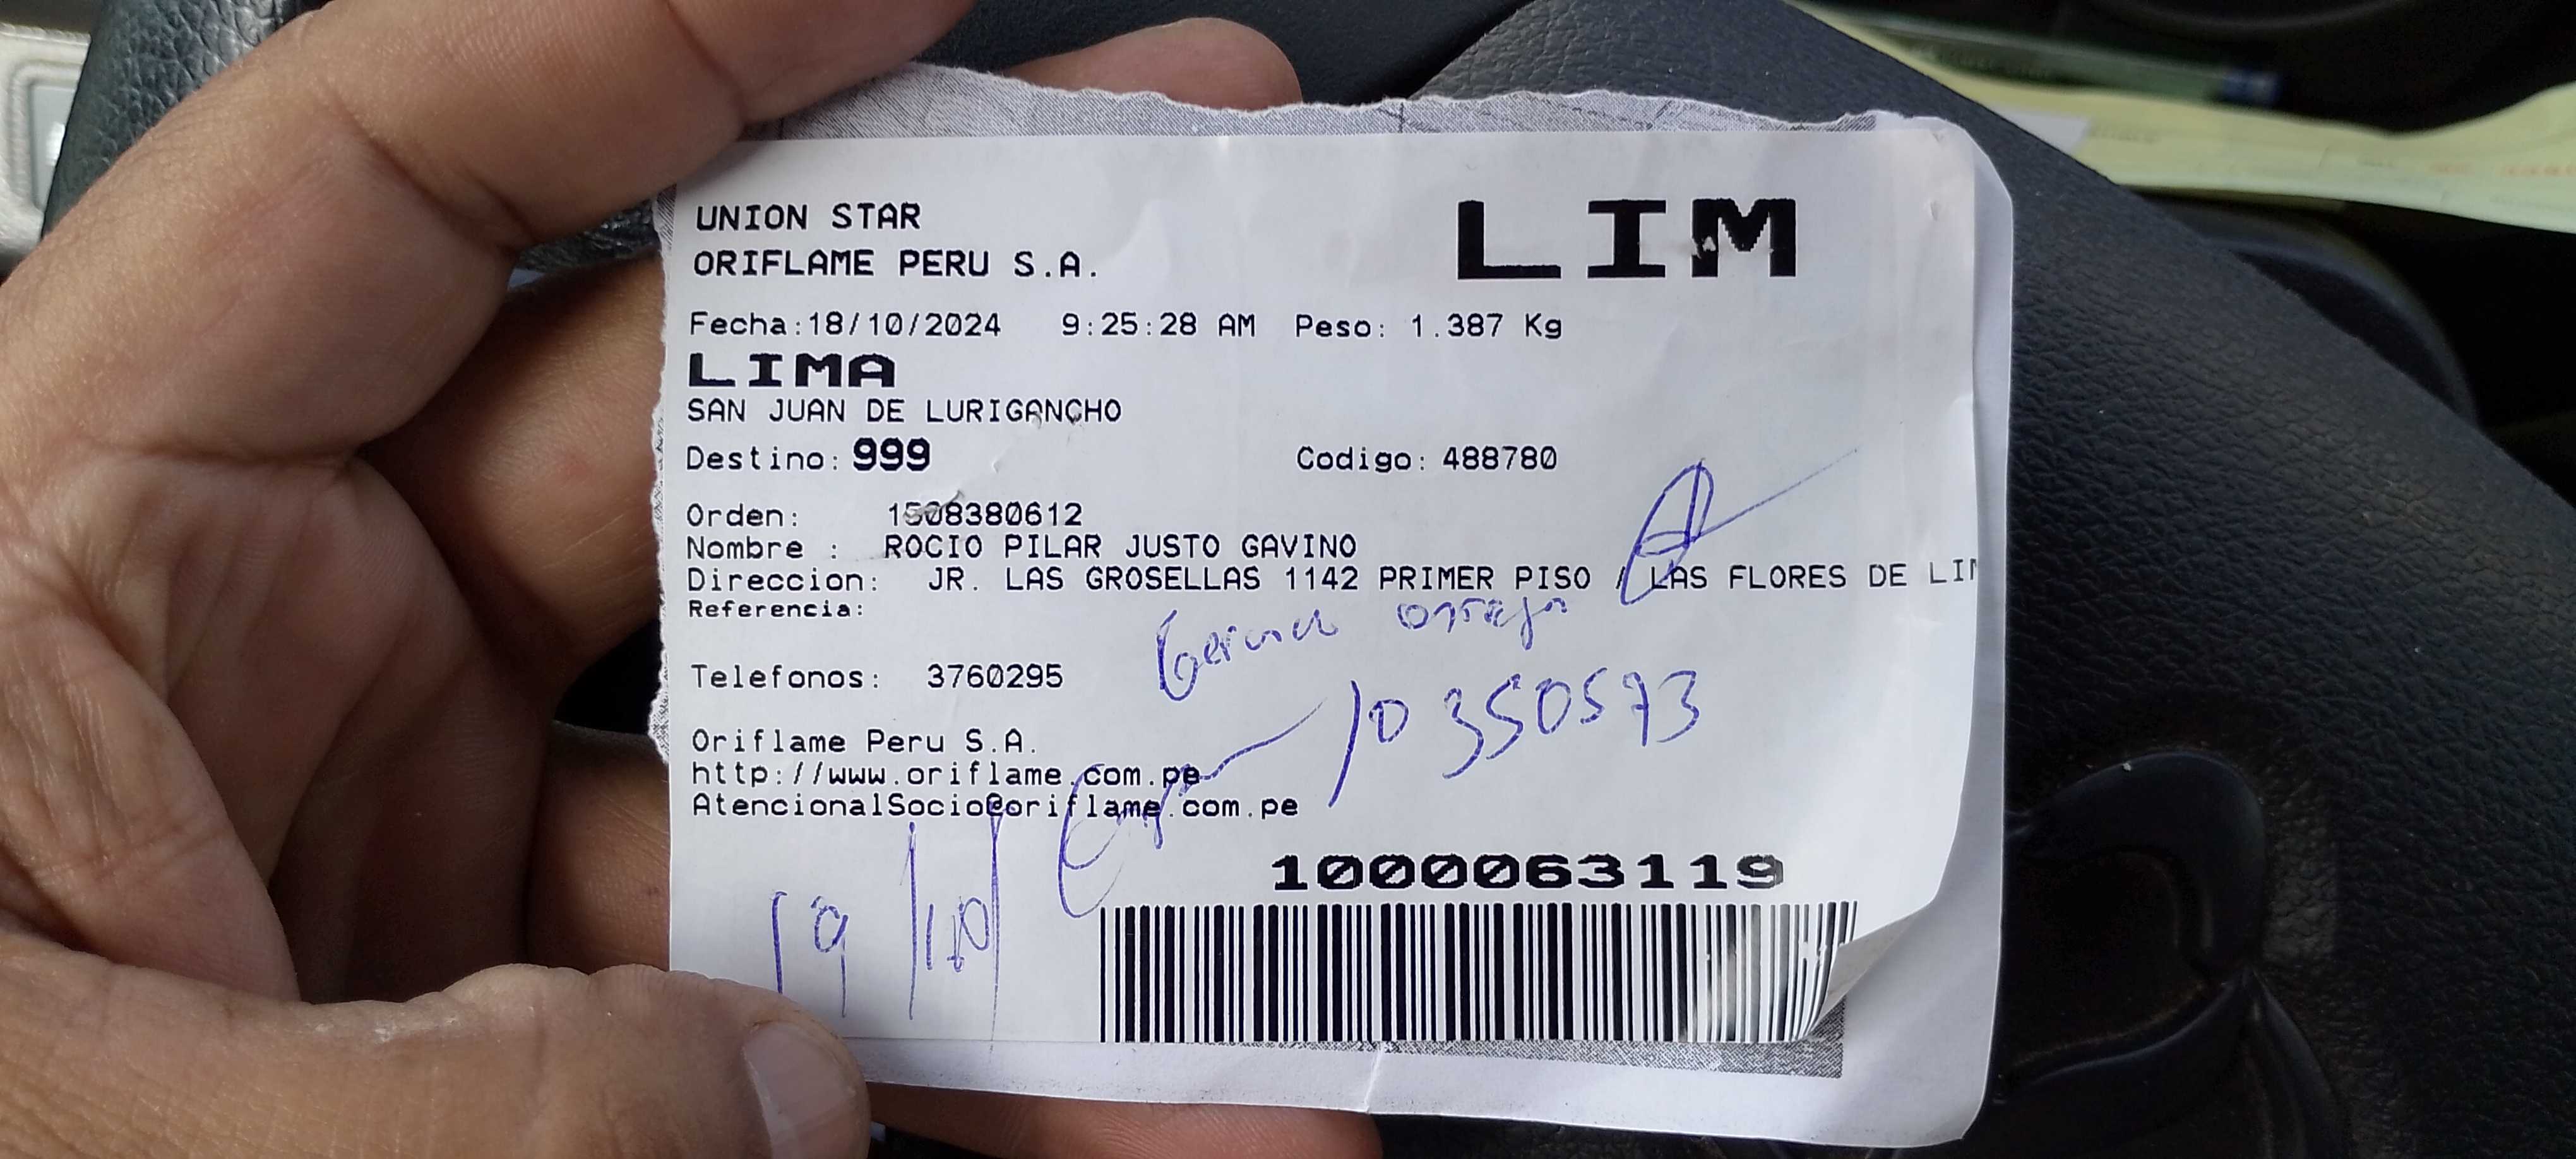 UNION STAR
LIM
ORIFLAME PERU S.A.
Fecha:18/10/2024 9:25:28 AM Peso: 1.387 Kg
LIMA
SAN JUAN DE LURIGANCHO
Destino: 999 Codigo: 488780
Orden: 1508380612
Nombre : ROCIO PILAR JUSTO GAVINO
Direccion: JR. LAS GROSELLAS 1142 PRIMER PISO / LAS FLORES DE LIM
Referencia:
Telefonos: 3760295
10350573
Oriflame Peru S.A.
http://www.oriflame.com.pe
AtencionalSocio@oriflame.com.pe
1000063119
19/10/